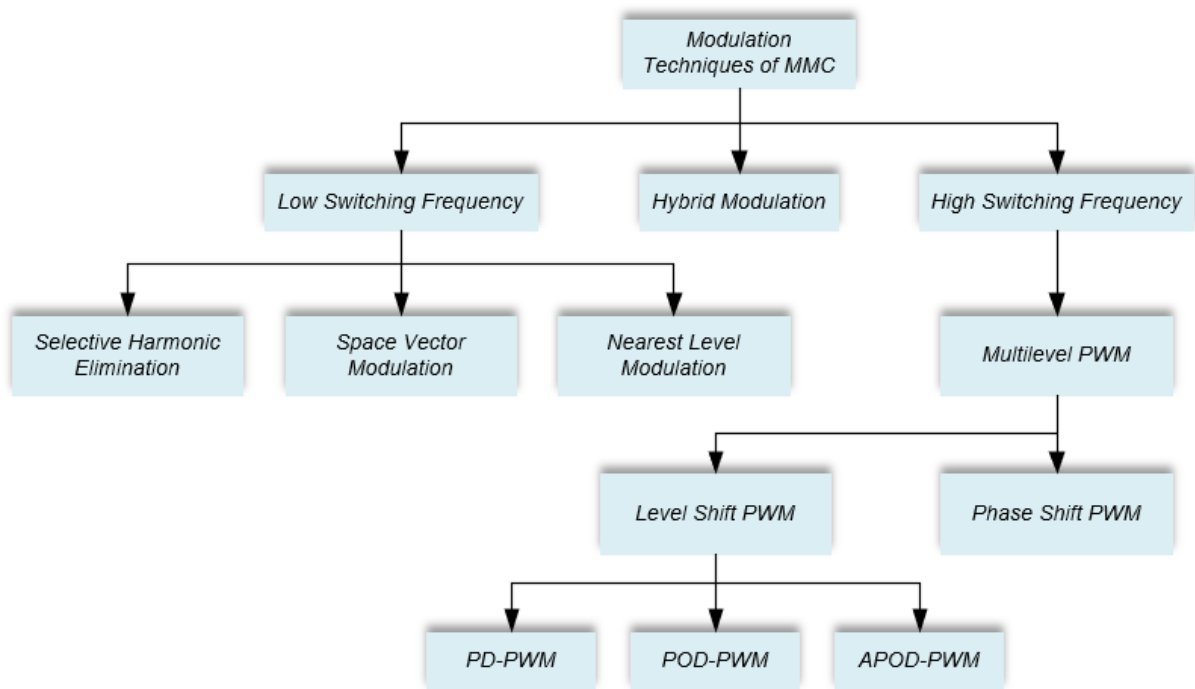 Modulation
Techniques of MMC
Low Switching Frequency
Hybrid Modulation
High Switching Frequency
Selective Harmonic
Elimination
Space Vector
Modulation
Nearest Level
Modulation
Multilevel PWM
Level Shift PWM
Phase Shift PWM
PD-PWM
POD-PWM
APOD-PWM